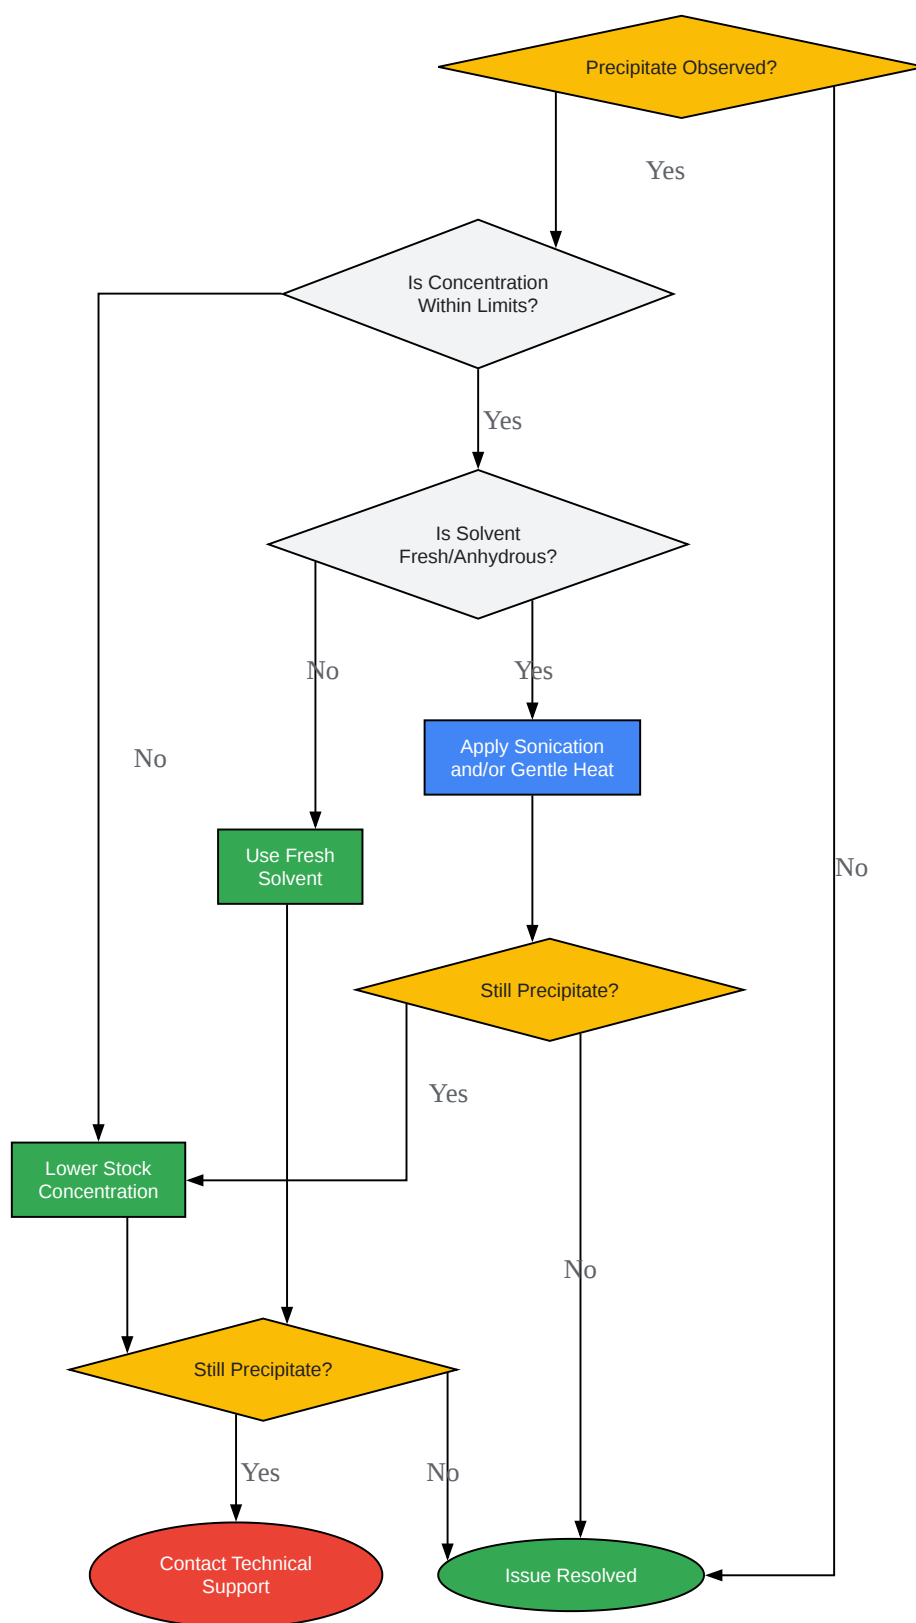 Precipitate Observed?
Yes
Is Concentration
Within Limits?
Yes
Is Solvent
Fresh/Anhydrous?
No
Yes
Apply Sonication
and/or Gentle Heat
No
Use Fresh
Solvent
No
Still Precipitate?
Yes
Lower Stock
Concentration
No
Still Precipitate?
Yes
No
Contact Technical
Support
Issue Resolved